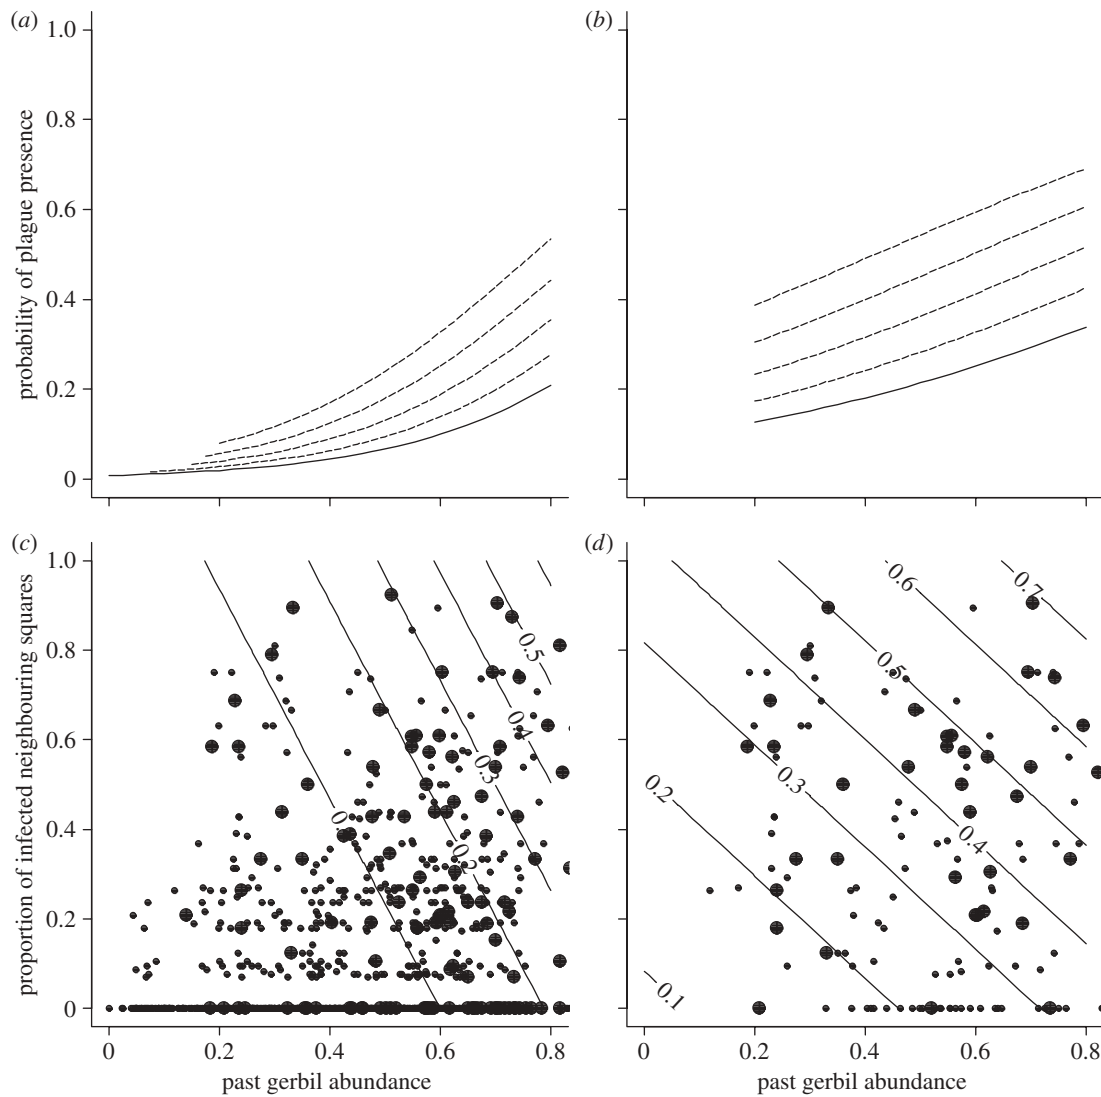 (a)
(b)
probability of plague presence
1.0
0.8
0.6
0.4
0.2
0
(c)
(d)
proportion of infected neighbouring squares
1.0
0.8
0.6
0.4
0.2
0
0.2
0.3
0.4
0.5
0.1
0.2
0.3
0.4
0.5
0.6
0.7
0 0.2 0.4 0.6 0.8
0 0.2 0.4 0.6 0.8
past gerbil abundance
past gerbil abundance